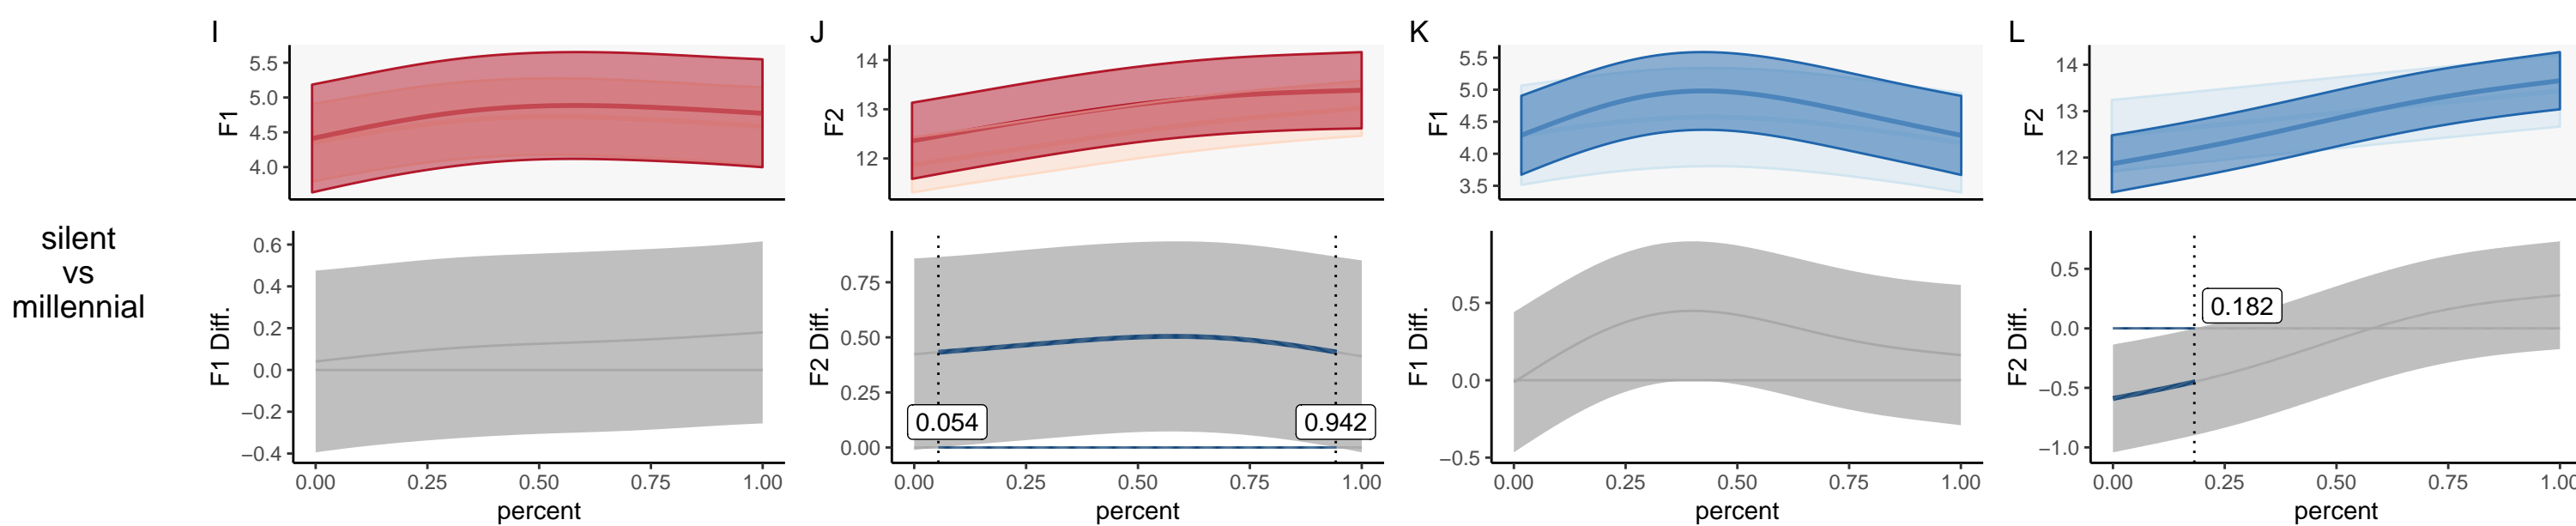 silent
vs
millennial
I
F1
5.5
5.0
4.5
4.0
F1 Diff.
0.6
0.4
0.2
0.0
−0.2
−0.4
0.00 0.25 0.50 0.75 1.00
percent
J
F2
14
13
12
F2 Diff.
0.75
0.50
0.25
0.00
0.054
0.942
0.00 0.25 0.50 0.75 1.00
percent
K
F1
5.5
5.0
4.5
4.0
3.5
F1 Diff.
0.5
0.0
−0.5
0.00 0.25 0.50 0.75 1.00
percent
L
F2
14
13
12
F2 Diff.
0.5
0.0
−0.5
−1.0
0.182
0.00 0.25 0.50 0.75 1.00
percent